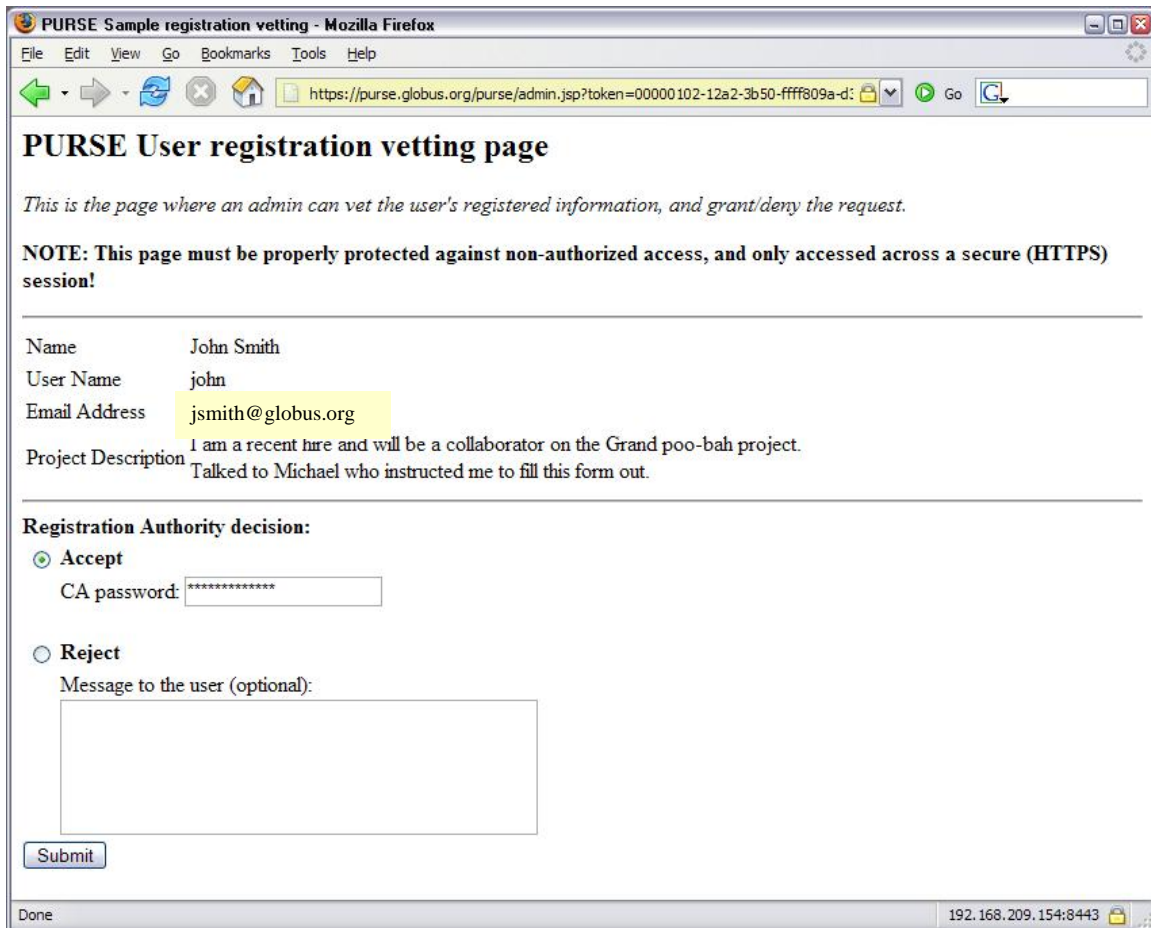 PURSE Sample registration vetting - Mozilla Firefox
File Edit View Go Bookmarks Tools Help
https://purse.globus.org/purse/admin.jsp?token=00000102-12a2-3b50-ffff809a-d3 Go G
PURSE User registration vetting page
This is the page where an admin can vet the user's registered information, and grant/deny the request.
NOTE: This page must be properly protected against non-authorized access, and only accessed across a secure (HTTPS)
session!
Name John Smith
User Name john
Email Address jsmith@globus.org
Project Description I am a recent hire and will be a collaborator on the Grand poo-bah project.
Talked to Michael who instructed me to fill this form out.
Registration Authority decision:
Accept
CA password: *************
Reject
Message to the user (optional):
Submit
Done 192.168.209.154:8443